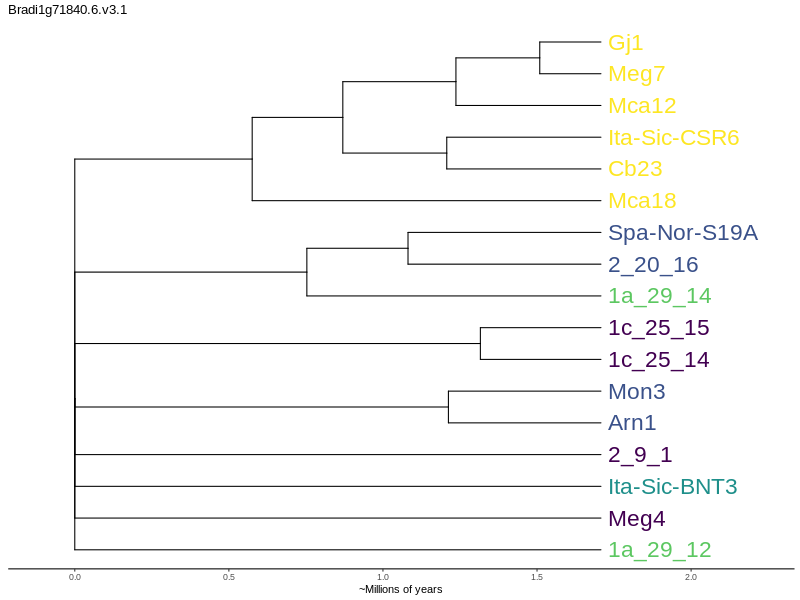 Bradi1g71840.6.v3.1
Gj1
Meg7
Mca12
Ita-Sic-CSR6
Cb23
Mca18
Spa-Nor-S19A
2_20_16
1a_29_14
1c_25_15
1c_25_14
Mon3
Arn1
2_9_1
Ita-Sic-BNT3
Meg4
1a_29_12
0.0 0.5 1.0 1.5 2.0
~Millions of years